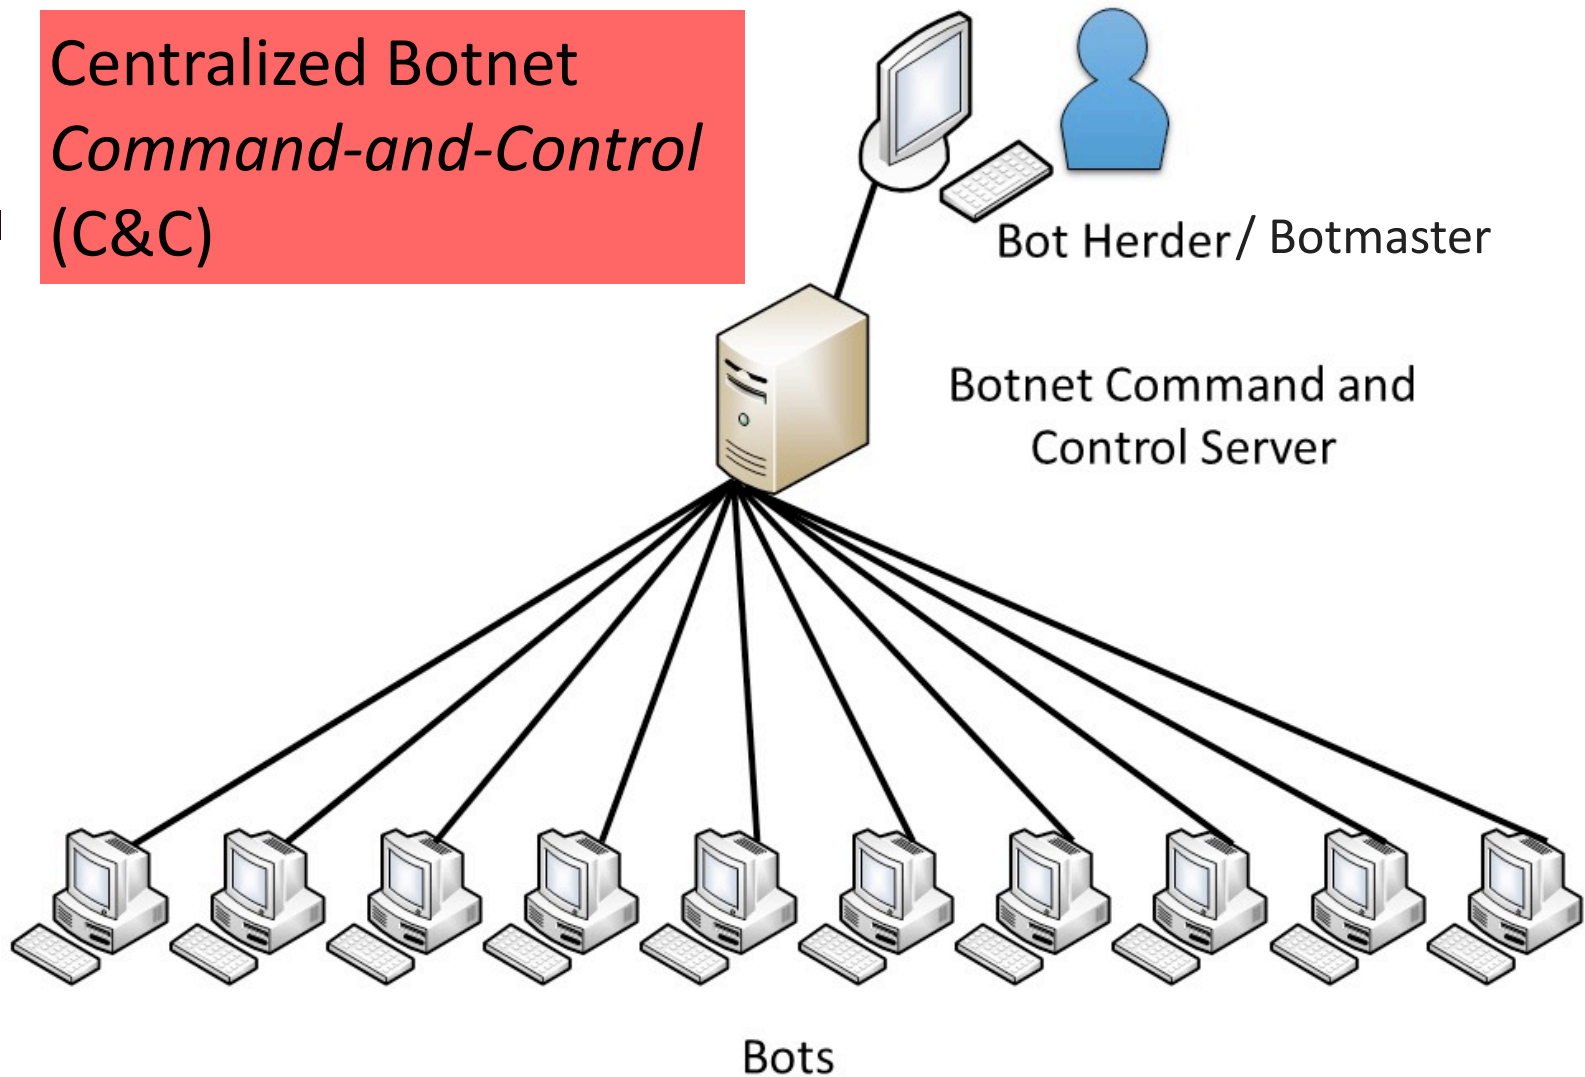 Centralized Botnet
Command-and-Control
(C&C)
Bot Herder / Botmaster
Botnet Command and
Control Server
Bots